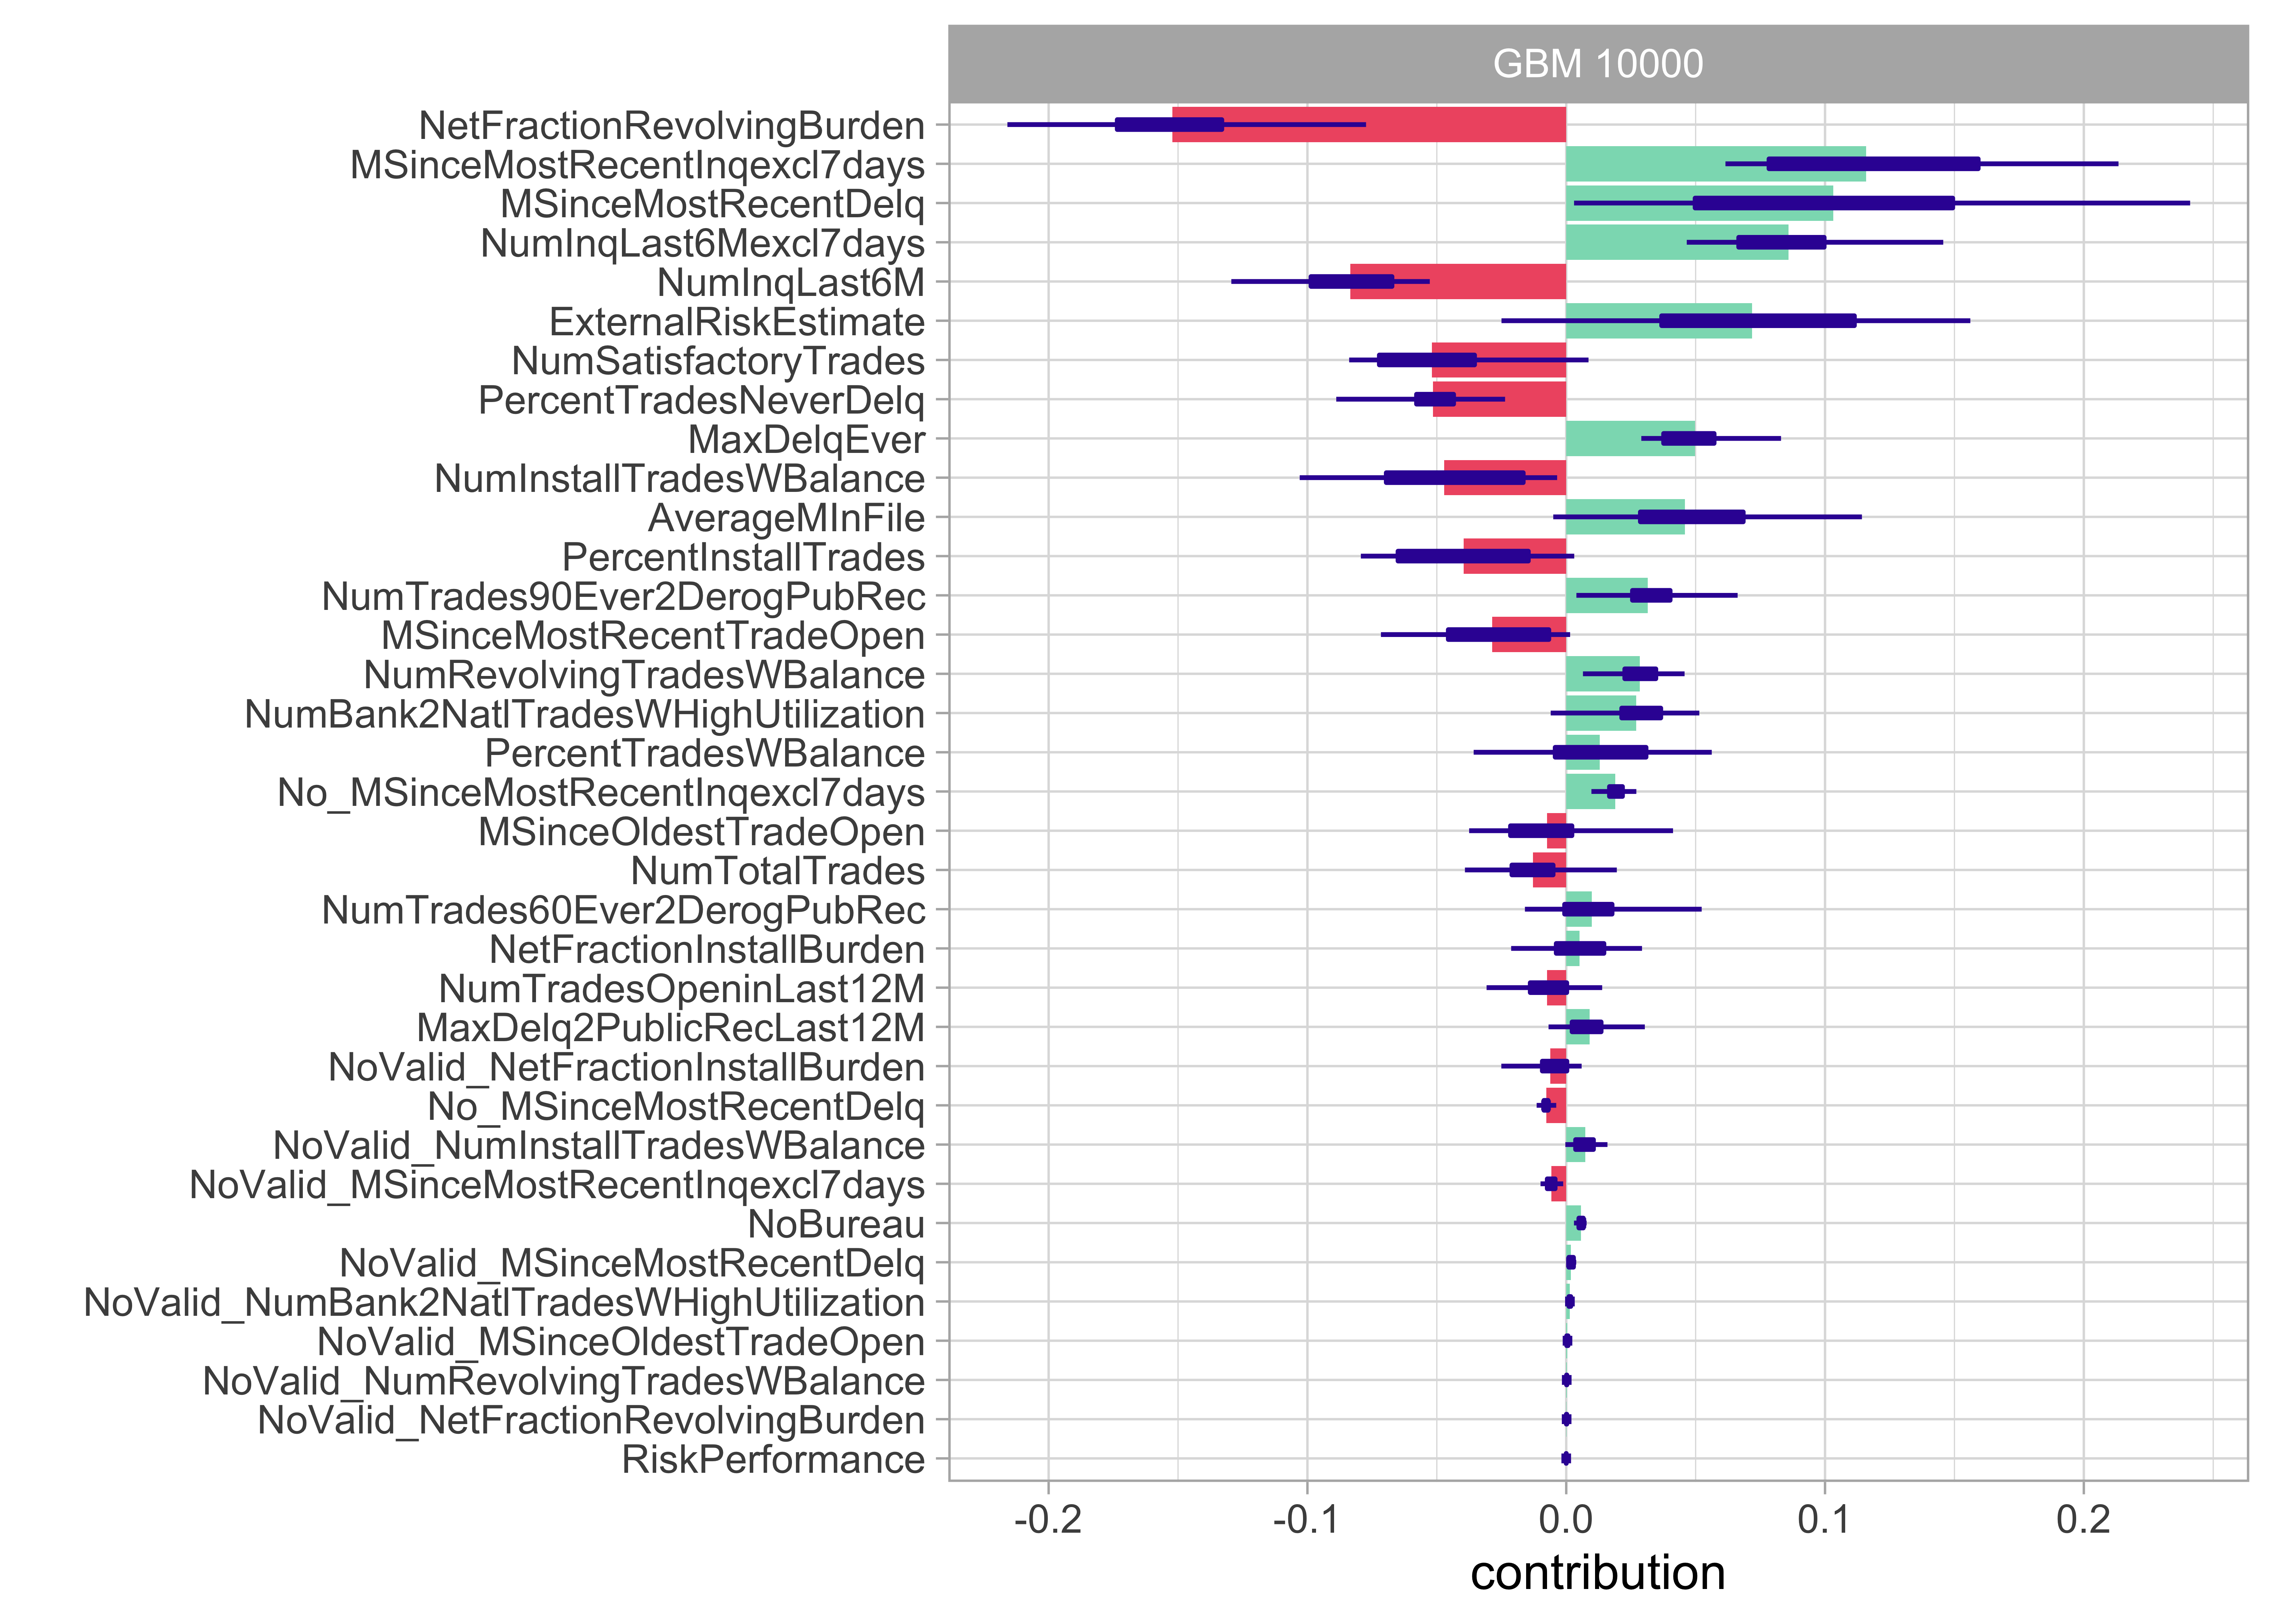 GBM 10000
NetFractionRevolvingBurden
MSinceMostRecentInqexcl7days
MSinceMostRecentDelq
NumInqLast6Mexcl7days
NumInqLast6M
ExternalRiskEstimate
NumSatisfactoryTrades
PercentTradesNeverDelq
MaxDelqEver
NumInstallTradesWBalance
AverageMInFile
PercentInstallTrades
NumTrades90Ever2DerogPubRec
MSinceMostRecentTradeOpen
NumRevolvingTradesWBalance
NumBank2NatlTradesWHighUtilization
PercentTradesWBalance
No_MSinceMostRecentInqexcl7days
MSinceOldestTradeOpen
NumTotalTrades
NumTrades60Ever2DerogPubRec
NetFractionInstallBurden
NumTradesOpeninLast12M
MaxDelq2PublicRecLast12M
NoValid_NetFractionInstallBurden
No_MSinceMostRecentDelq
NoValid_NumInstallTradesWBalance
NoValid_MSinceMostRecentInqexcl7days
NoBureau
NoValid_MSinceMostRecentDelq
NoValid_NumBank2NatlTradesWHighUtilization
NoValid_MSinceOldestTradeOpen
NoValid_NumRevolvingTradesWBalance
NoValid_NetFractionRevolvingBurden
RiskPerformance
-0.2 -0.1 0.0 0.1 0.2
contribution